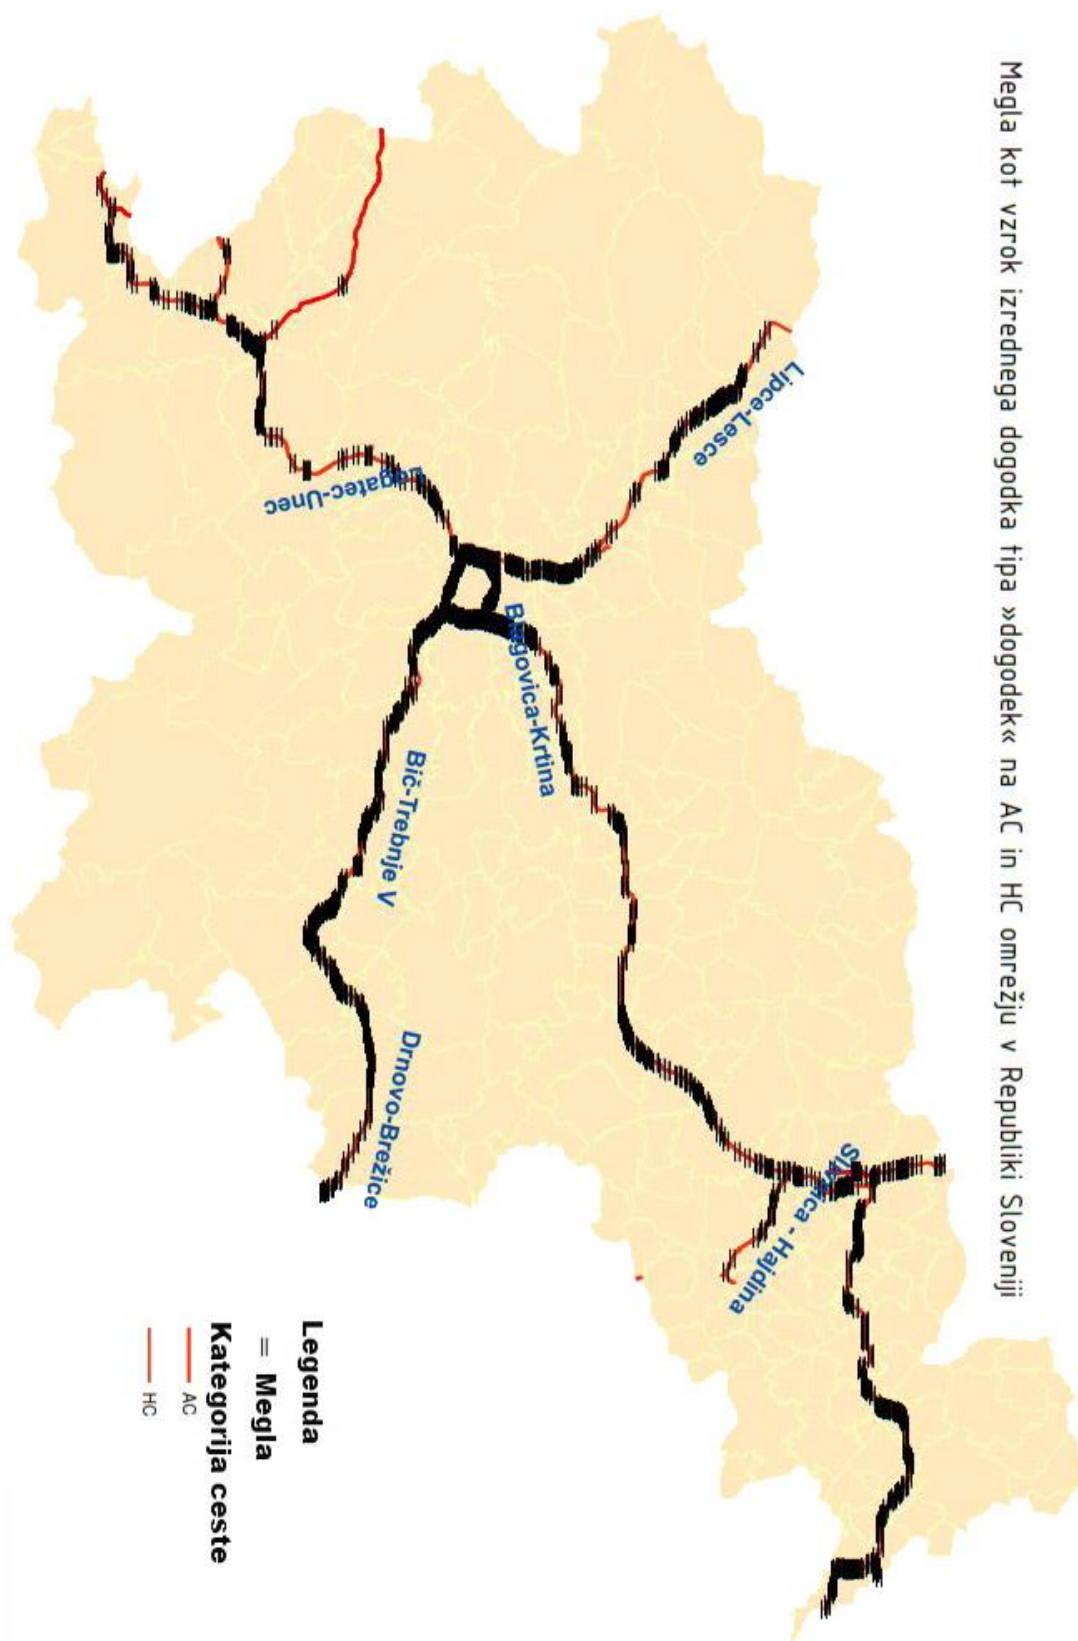 Megla kot vzrok izrednega dogodka tipa »dogodek« na AC in HC omrežju v Republiki Sloveniji
Lipce-Lesce
Logatec-Unec
Blagovica-Krtina
Bič-Trebnje V
Drnovo-Brežice
Slivnica - Hajdina
Legenda
= Megla
Kategorija ceste
AC
HC